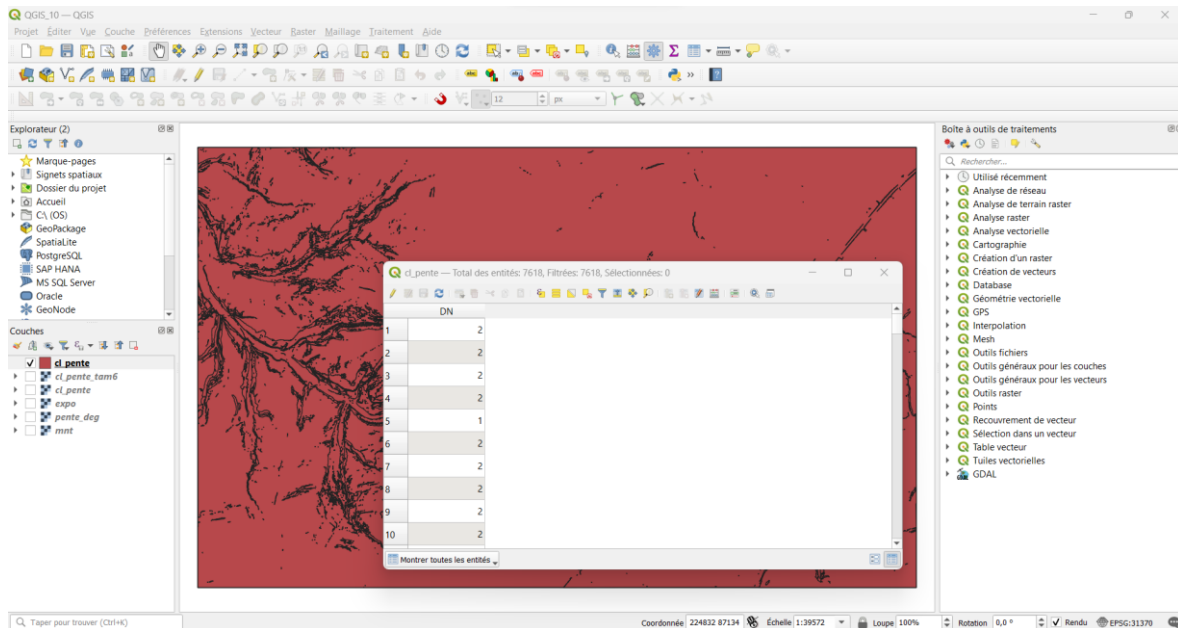 QGIS_10 — QGIS
Projet Éditer Vue Couche Préférences Extensions Vecteur Raster Maillage Traitement Aide
abc
12 px
Explorateur (2)
Marque-pages
Signets spatiaux
Dossier du projet
Accueil
C:\ (OS)
GeoPackage
SpatiaLite
PostgreSQL
SAP HANA
MS SQL Server
Oracle
GeoNode
Couches
cl_pente
cl_pente_tam6
cl_pente
expo
pente_deg
mnt
cl_pente — Total des entités: 7618, Filtrées: 7618, Sélectionnées: 0
DN
1 2
2 2
3 2
4 2
5 1
6 2
7 2
8 2
9 2
10 2
Montrer toutes les entités
Boîte à outils de traitements
Rechercher...
Utilisé récemment
Analyse de réseau
Analyse de terrain raster
Analyse raster
Analyse vectorielle
Cartographie
Création d'un raster
Création de vecteurs
Database
Géométrie vectorielle
GPS
Interpolation
Mesh
Outils fichiers
Outils généraux pour les couches
Outils généraux pour les vecteurs
Outils raster
Points
Recouvrement de vecteur
Sélection dans un vecteur
Table vecteur
Tuiles vectorielles
GDAL
Taper pour trouver (Ctrl+K)
Coordonnée 224832 87134 Échelle 1:39572 Loupe 100% Rotation 0,0 ° Rendu EPSG:31370